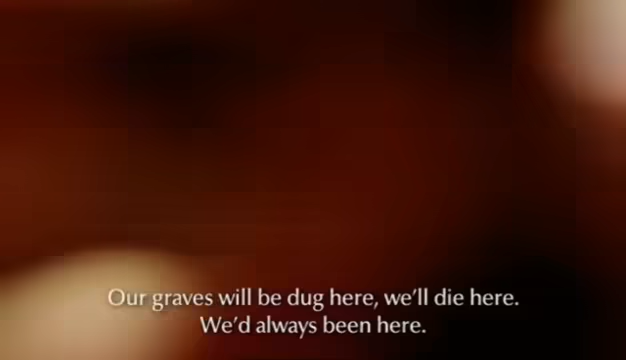 Our graves will be dug here, we'll die here.
We'd always been here.